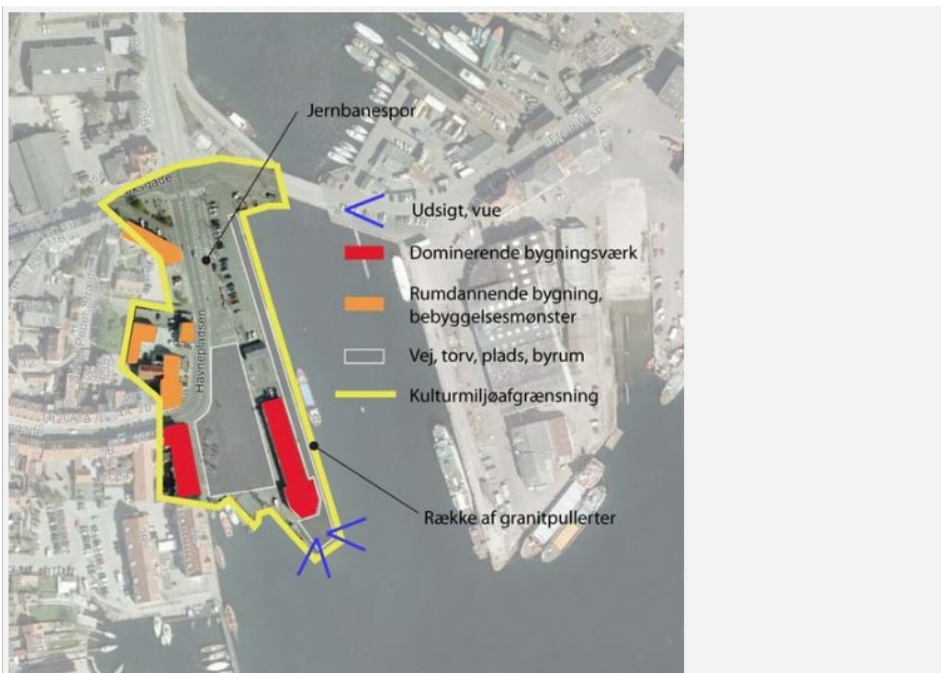 Jernbanespor
Udsigt, vue
Dominerende bygningsværk
Rumdannende bygning,
bebyggelsesmønster
Vej, torv, plads, byrum
Kulturmiljøafgrænsning
Havnepladsen
Række af granitpullerter